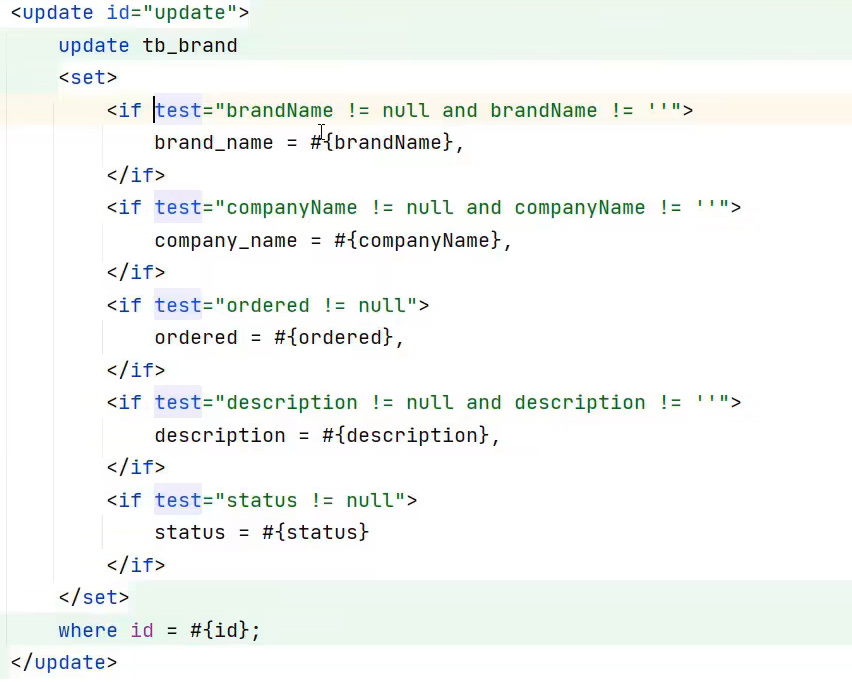 <update id="update">
update tb_brand
<set>
<if test="brandName != null and brandName != ''">
brand_name = #{brandName},
</if>
<if test="companyName != null and companyName != ''">
company_name = #{companyName},
</if>
<if test="ordered != null">
ordered = #{ordered},
</if>
<if test="description != null and description != ''">
description = #{description},
</if>
<if test="status != null">
status = #{status}
</if>
</set>
where id = #{id};
</update>